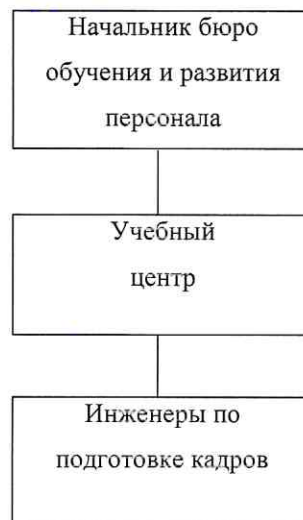 Начальник бюро
обучения и развития
персонала
Учебный
центр
Инженеры по
подготовке кадров